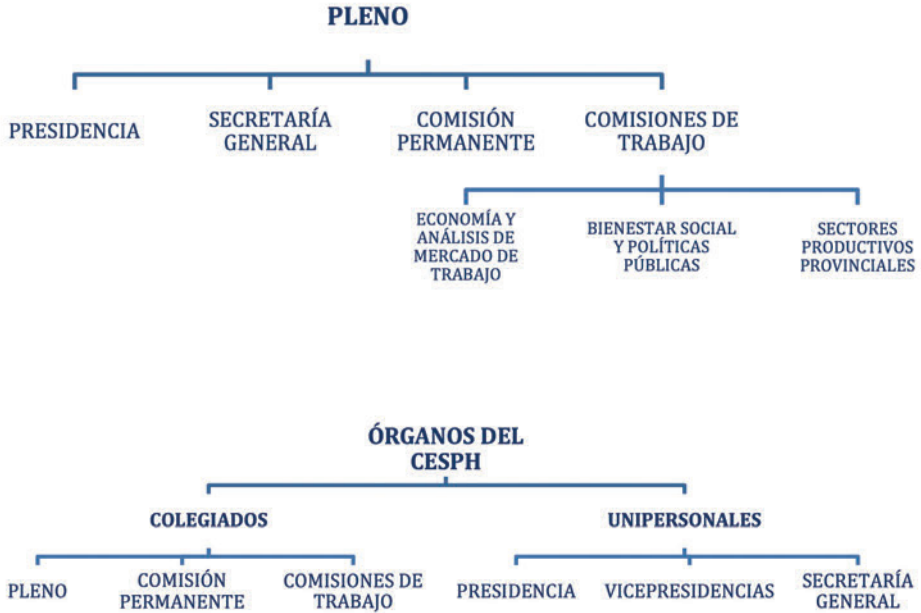 PLENO
PRESIDENCIA
SECRETARÍA
GENERAL
COMISIÓN
PERMANENTE
COMISIONES DE
TRABAJO
ECONOMÍA Y
ANÁLISIS DE
MERCADO DE
TRABAJO
BIENESTAR SOCIAL
Y POLÍTICAS
PÚBLICAS
SECTORES
PRODUCTIVOS
PROVINCIALES
ÓRGANOS DEL
CESPH
COLEGIADOS
PLENO
COMISIÓN
PERMANENTE
COMISIONES DE
TRABAJO
UNIPERSONALES
PRESIDENCIA
VICEPRESIDENCIAS
SECRETARÍA
GENERAL